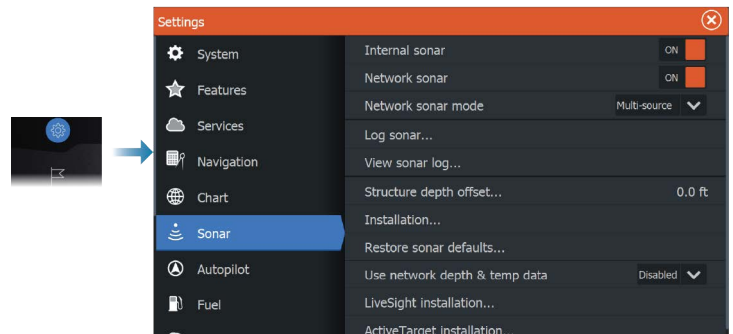 Settings
System
Features
Services
Navigation
Chart
Sonar
Autopilot
Fuel
Internal sonar ON
Network sonar ON
Network sonar mode Multi-source
Log sonar...
View sonar log...
Structure depth offset... 0.0 ft
Installation...
Restore sonar defaults...
Use network depth & temp data Disabled
LiveSight installation...
ActiveTarget installation...